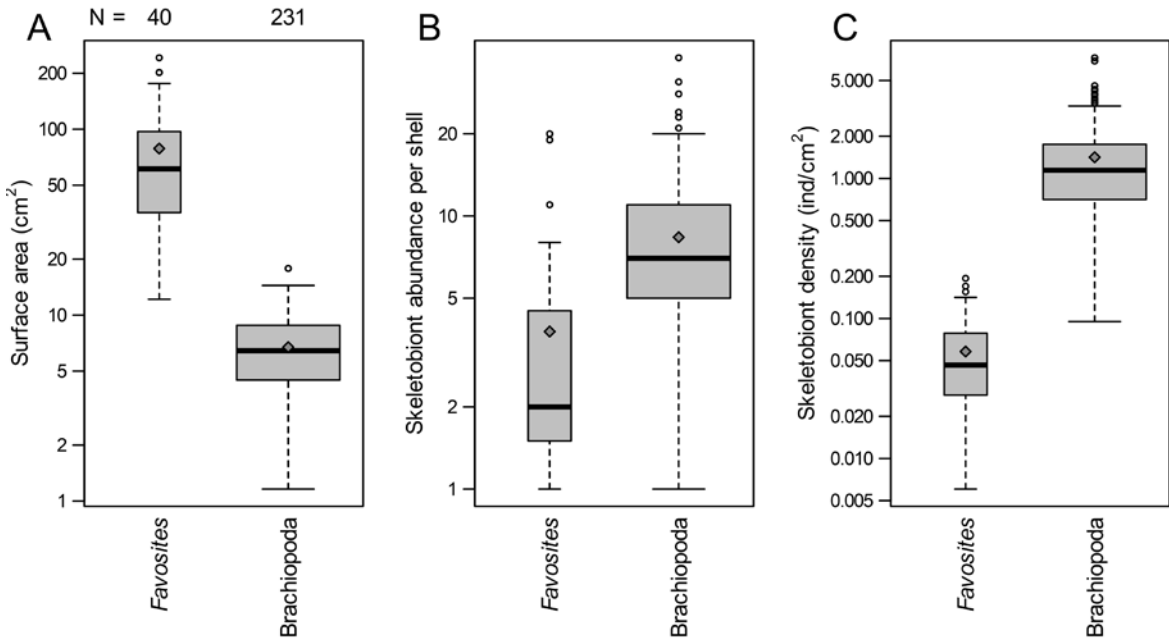 A
N = 40 231
Surface area (cm²)
200
100
50
20
10
5
2
1
Favosites
Brachiopoda
B
Skeletobiont abundance per shell
20
10
5
2
1
Favosites
Brachiopoda
C
Skeletobiont density (ind/cm²)
5.000
2.000
1.000
0.500
0.200
0.100
0.050
0.020
0.010
0.005
Favosites
Brachiopoda